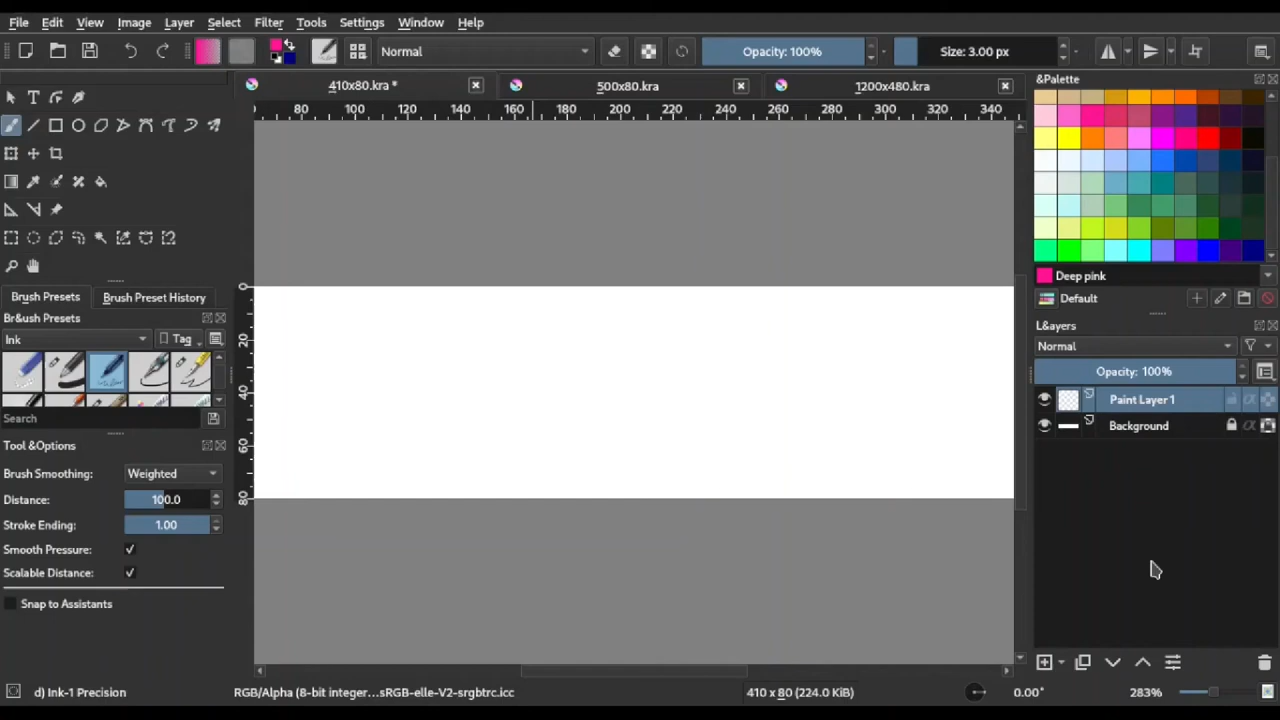 File Edit View Image Layer Select Filter Tools Settings Window Help
Normal Opacity: 100% Size: 3.00 px
410x80.kra * 500x80.kra 1200x480.kra
&Palette
80 100 120 140 160 180 200 220 240 260 280 300 320 340
0
20
40
60
80
Deep pink
Default
Brush Presets Brush Preset History
Br&ush Presets
Ink Tag
Search
Tool &Options
Brush Smoothing: Weighted
Distance: 100.0
Stroke Ending: 1.00
Smooth Pressure:
Scalable Distance:
Snap to Assistants
L&ayers
Normal
Opacity: 100%
Paint Layer 1
Background
d) Ink-1 Precision RGB/Alpha (8-bit integer...sRGB-elle-V2-srgbtrc.icc 410 x 80 (224.0 KiB) 0.00° 283%